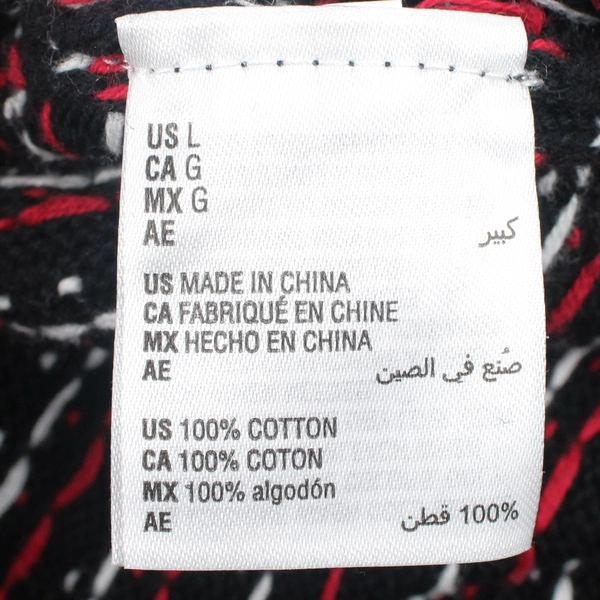 US L
CA G
MX G
AE كبير
US MADE IN CHINA
CA FABRIQUÉ EN CHINE
MX HECHO EN CHINA
AE صُنع في الصين
US 100% COTTON
CA 100% COTON
MX 100% algodón
AE 100% قطن